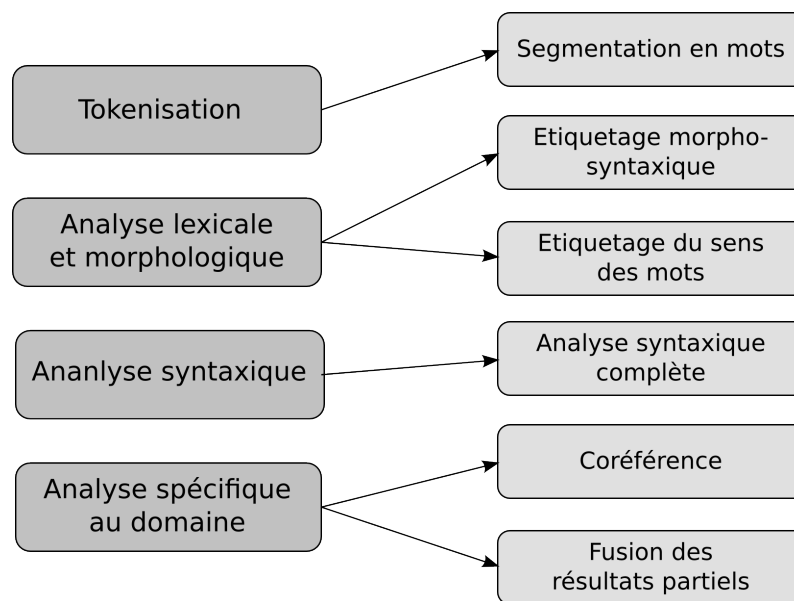 Tokenisation
Segmentation en mots
Analyse lexicale
et morphologique
Etiquetage morpho-
syntaxique
Etiquetage du sens
des mots
Ananlyse syntaxique
Analyse syntaxique
complète
Analyse spécifique
au domaine
Coréférence
Fusion des
résultats partiels